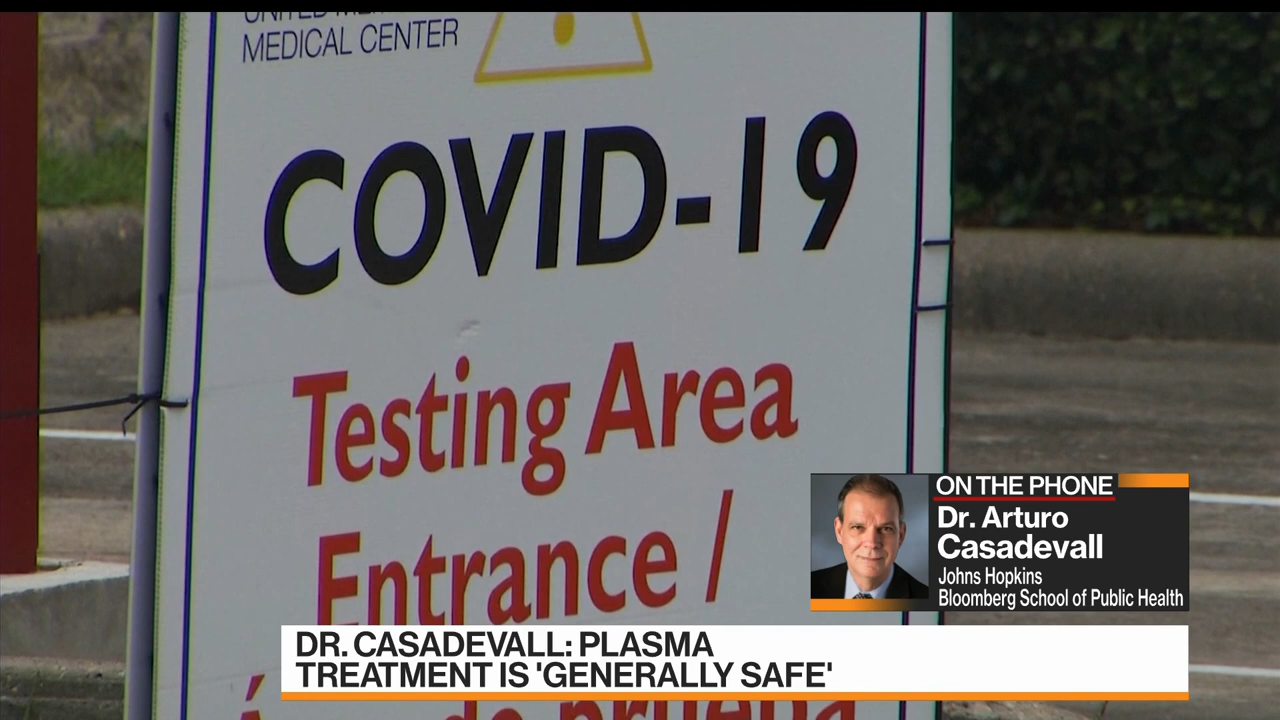 MEDICAL CENTER
COVID-19
Testing Area
Entrance /
ON THE PHONE
Dr. Arturo
Casadevall
Johns Hopkins
Bloomberg School of Public Health
DR. CASADEVALL: PLASMA
TREATMENT IS 'GENERALLY SAFE'